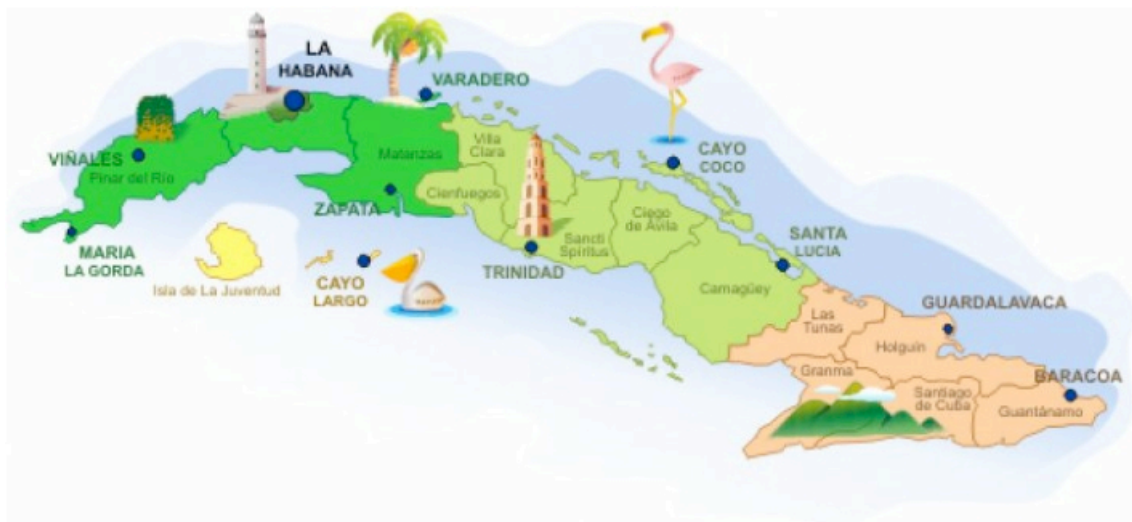 LA
HABANA
VARADERO
VIÑALES
Pinar del Río
Matanzas
Villa
Clara
CAYO
COCO
Cienfuegos
ZAPATA
MARIA
LA GORDA
Isla de La Juventud
CAYO
LARGO
TRINIDAD
Sancti
Spíritus
Ciego
de Ávila
SANTA
LUCIA
Camagüey
GUARDALAVACA
Las
Tunas
Holguín
BARACOA
Granma
Santiago
de Cuba
Guantánamo